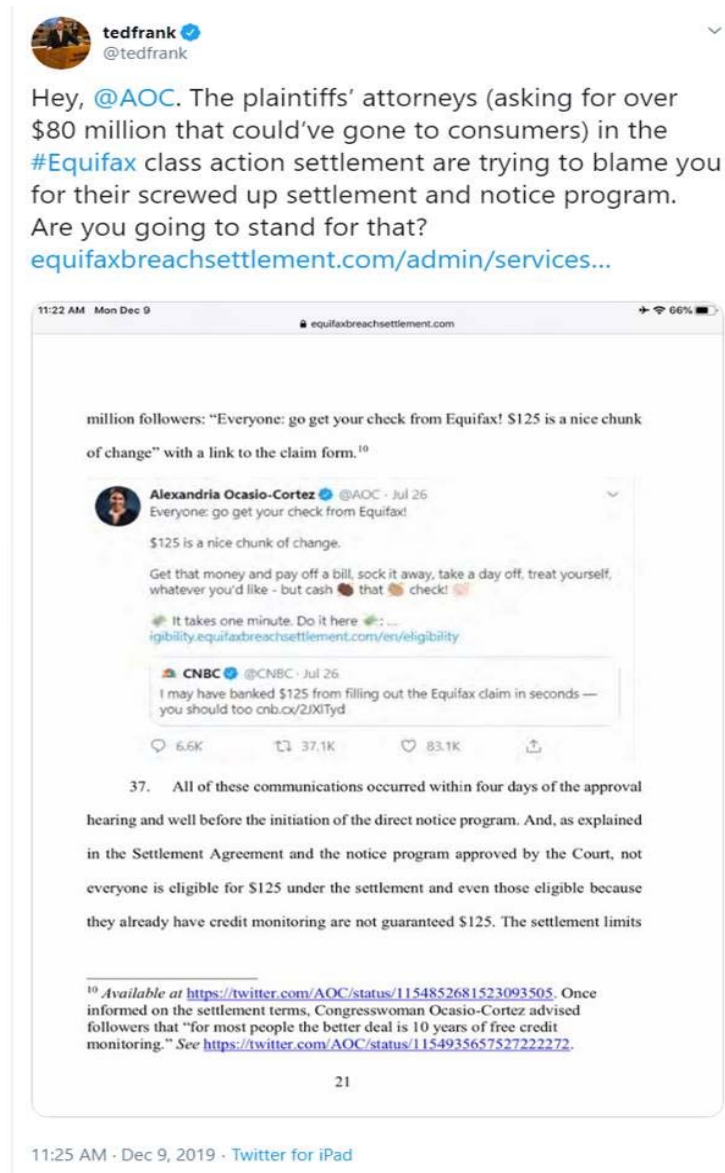 tedfrank
@tedfrank
Hey, @AOC. The plaintiffs' attorneys (asking for over
$80 million that could've gone to consumers) in the
#Equifax class action settlement are trying to blame you
for their screwed up settlement and notice program.
Are you going to stand for that?
equifaxbreachsettlement.com/admin/services...
11:22 AM Mon Dec 9
equifaxbreachsettlement.com
66%
million followers: “Everyone: go get your check from Equifax! $125 is a nice chunk
of change” with a link to the claim form.10
Alexandria Ocasio-Cortez @AOC · Jul 26
Everyone: go get your check from Equifax!
$125 is a nice chunk of change.
Get that money and pay off a bill, sock it away, take a day off, treat yourself,
whatever you'd like - but cash 👏🏿 that 👏🏽 check! 👏🏻
It takes one minute. Do it here :...
igibility.equifaxbreachsettlement.com/en/eligibility
CNBC @CNBC · Jul 26
I may have banked $125 from filling out the Equifax claim in seconds —
you should too cnb.cx/2JXITyd
6.6K 37.1K 83.1K
37. All of these communications occurred within four days of the approval
hearing and well before the initiation of the direct notice program. And, as explained
in the Settlement Agreement and the notice program approved by the Court, not
everyone is eligible for $125 under the settlement and even those eligible because
they already have credit monitoring are not guaranteed $125. The settlement limits
10 Available at https://twitter.com/AOC/status/1154852681523093505. Once
informed on the settlement terms, Congresswoman Ocasio-Cortez advised
followers that “for most people the better deal is 10 years of free credit
monitoring.” See https://twitter.com/AOC/status/1154935657527222272.
21
11:25 AM · Dec 9, 2019 · Twitter for iPad